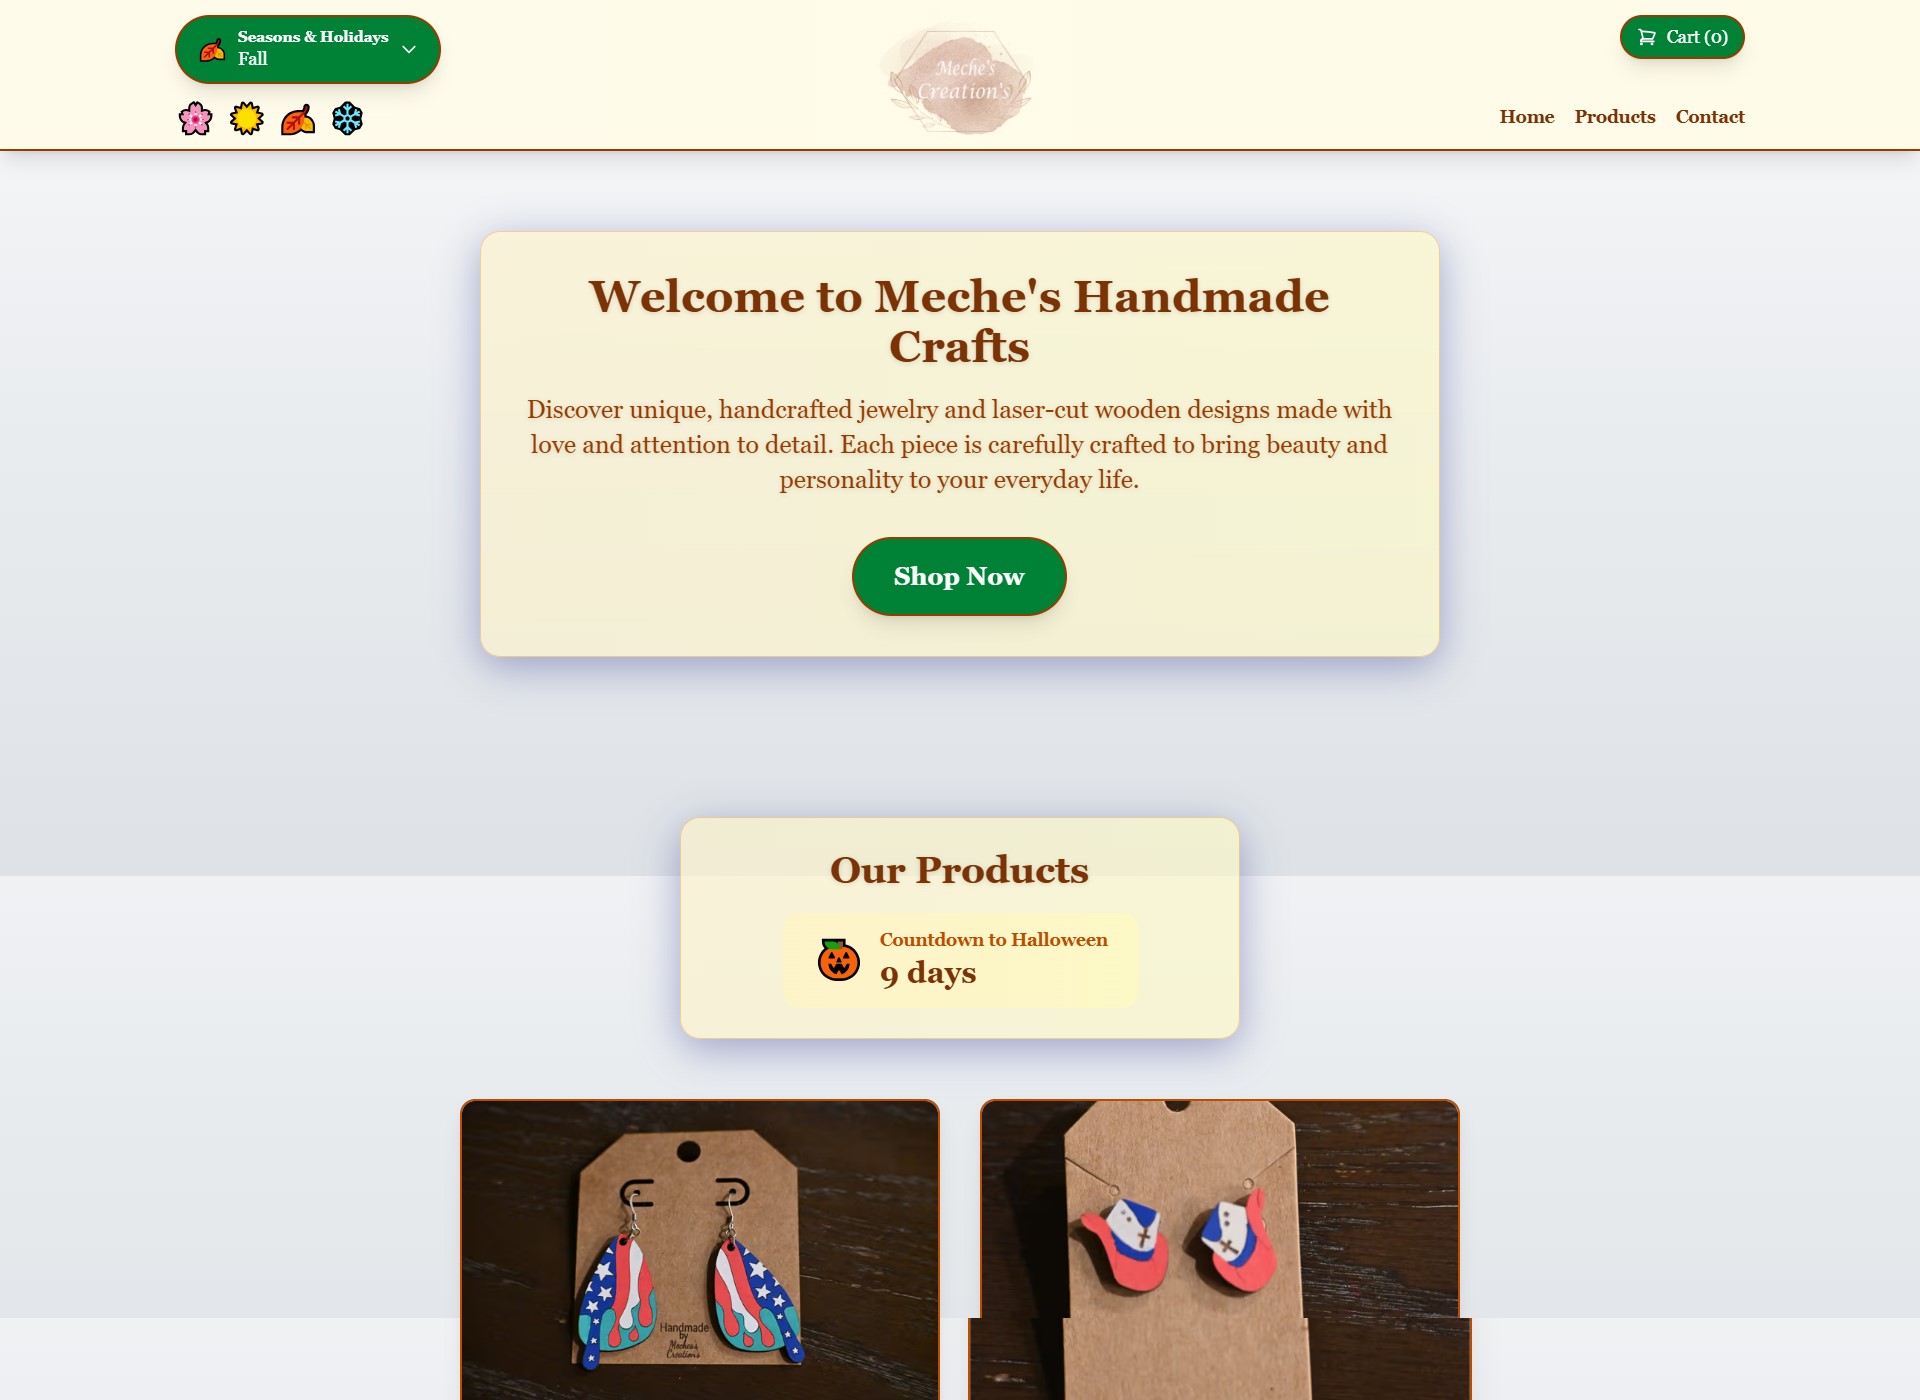 Seasons & Holidays
Fall
Meche's
Creation's
Cart (0)
Home Products Contact
Welcome to Meche's Handmade
Crafts
Discover unique, handcrafted jewelry and laser-cut wooden designs made with
love and attention to detail. Each piece is carefully crafted to bring beauty and
personality to your everyday life.
Shop Now
Our Products
Countdown to Halloween
9 days
Handmade
by
Meches's
Creation's